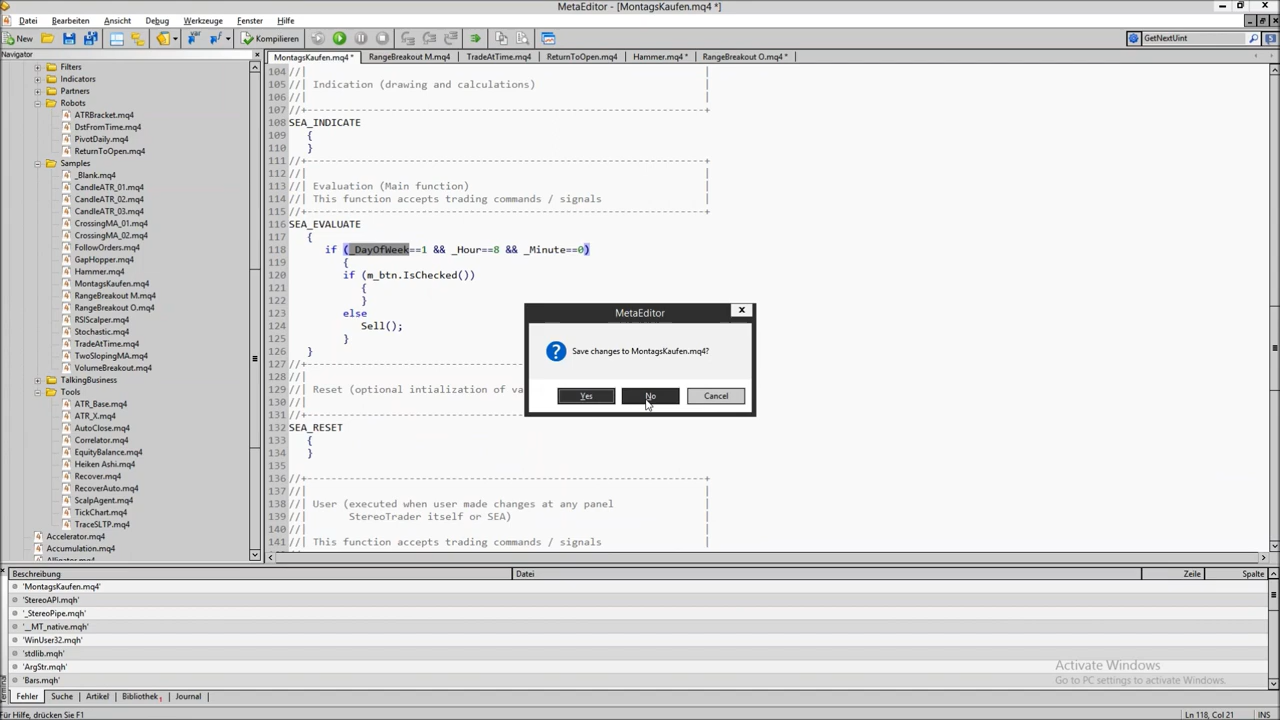 MetaEditor - [MontagsKaufen.mq4 *]
Datei Bearbeiten Ansicht Debug Werkzeuge Fenster Hilfe
New Kompilieren GetNextUint
Navigator
MontagsKaufen.mq4 * RangeBreakout M.mq4 TradeAtTime.mq4 ReturnToOpen.mq4 Hammer.mq4 * RangeBreakout O.mq4 *
Filters
Indicators
Partners
Robots
ATRBracket.mq4
DstFromTime.mq4
PivotDaily.mq4
ReturnToOpen.mq4
Samples
_Blank.mq4
CandleATR_01.mq4
CandleATR_02.mq4
CandleATR_03.mq4
CrossingMA_01.mq4
CrossingMA_02.mq4
FollowOrders.mq4
GapHopper.mq4
Hammer.mq4
MontagsKaufen.mq4
RangeBreakout M.mq4
RangeBreakout O.mq4
RSIScalper.mq4
Stochastic.mq4
TradeAtTime.mq4
TwoSlopingMA.mq4
VolumeBreakout.mq4
TalkingBusiness
Tools
ATR_Base.mq4
ATR_X.mq4
AutoClose.mq4
Correlator.mq4
EquityBalance.mq4
Heiken Ashi.mq4
Recover.mq4
RecoverAuto.mq4
ScalpAgent.mq4
TickChart.mq4
TraceSLTP.mq4
Accelerator.mq4
Accumulation.mq4
Alligator.mq4
104 //|
105 //| Indication (drawing and calculations) |
106 //| |
107 //+------------------------------------------------------------------+
108 SEA_INDICATE
109 {
110 }
111 //+------------------------------------------------------------------+
112 //| |
113 //| Evaluation (Main function) |
114 //| This function accepts trading commands / signals |
115 //+------------------------------------------------------------------+
116 SEA_EVALUATE
117 {
118 if (_DayOfWeek==1 && _Hour==8 && _Minute==0)
119 {
120 if (m_btn.IsChecked())
121 {
122 }
123 else
124 Sell();
125 }
126 }
127 //+------------------------------
128 //|
129 //| Reset (optional intialization of va
130 //|
131 //+------------------------------
132 SEA_RESET
133 {
134 }
135
136 //+------------------------------------------------------------------+
137 //| |
138 //| User (executed when user made changes at any panel |
139 //| StereoTrader itself or SEA) |
140 //| |
141 //| This function accepts trading commands / signals |
MetaEditor
x
Save changes to MontagsKaufen.mq4?
Yes No Cancel
Beschreibung Datei Zeile Spalte
'MontagsKaufen.mq4'
'StereoAPI.mqh'
'_StereoPipe.mqh'
'__MT_native.mqh'
'WinUser32.mqh'
'stdlib.mqh'
'ArgStr.mqh'
'Bars.mqh'
Activate Windows
Go to PC settings to activate Windows.
Terminal
Fehler Suche Artikel Bibliothek Journal
Für Hilfe, drücken Sie F1 Ln 118, Col 21 INS